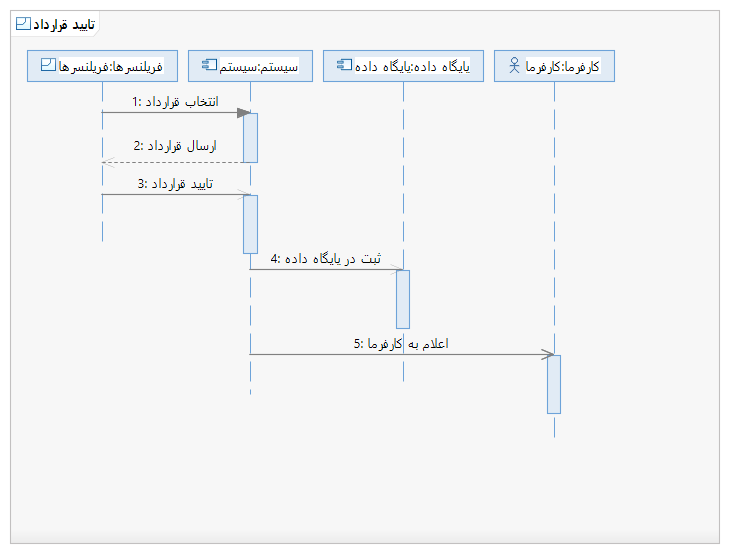 تایید قرارداد
فریلنسرها:فریلنسرها
سیستم:سیستم
پایگاه داده:پایگاه داده
کارفرما:کارفرما
1: انتخاب قرارداد
2: ارسال قرارداد
3: تایید قرارداد
4: ثبت در پایگاه داده
5: اعلام به کارفرما